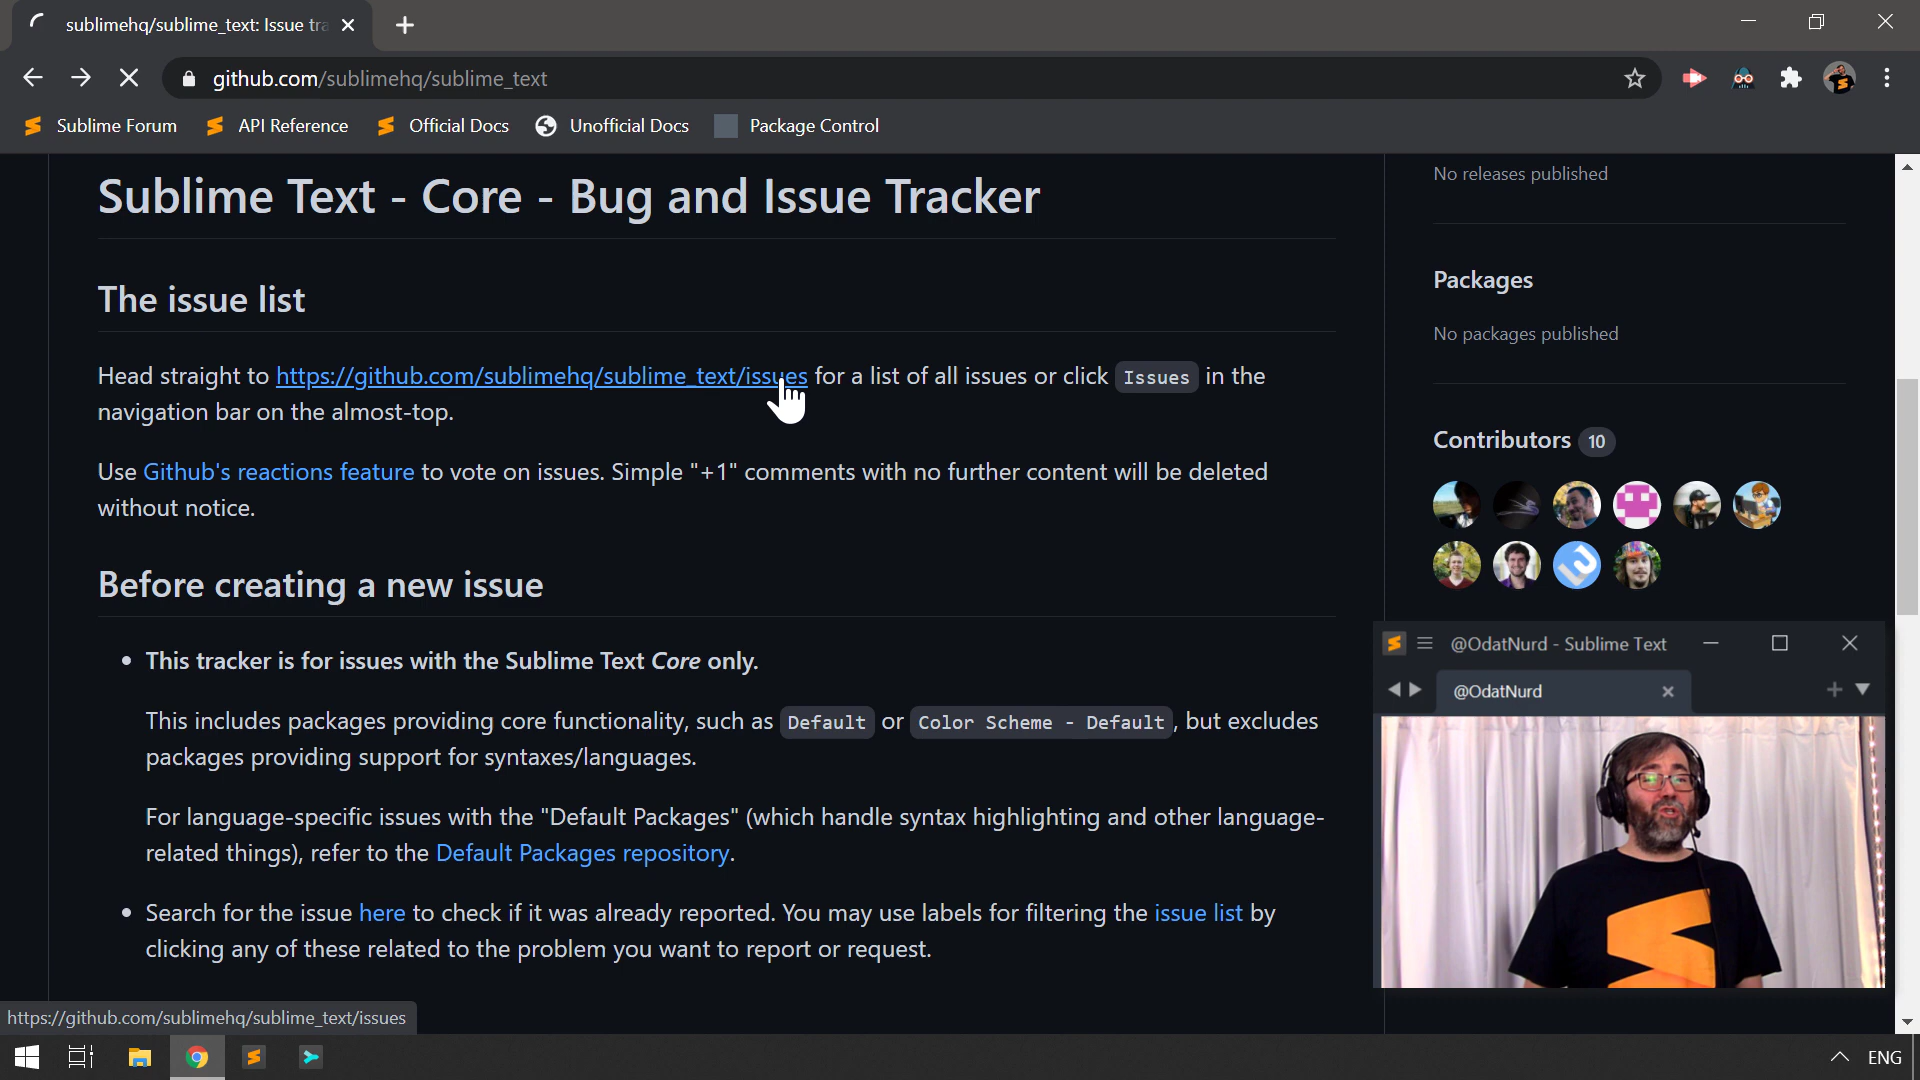 sublimehq/sublime_text: Issue tra
github.com/sublimehq/sublime_text
Sublime Forum
API Reference
Official Docs
Unofficial Docs
Package Control
Sublime Text - Core - Bug and Issue Tracker
The issue list
Head straight to https://github.com/sublimehq/sublime_text/issues for a list of all issues or click Issues in the
navigation bar on the almost-top.
Use Github's reactions feature to vote on issues. Simple "+1" comments with no further content will be deleted
without notice.
Before creating a new issue
• This tracker is for issues with the Sublime Text Core only.
This includes packages providing core functionality, such as Default or Color Scheme - Default, but excludes
packages providing support for syntaxes/languages.
For language-specific issues with the "Default Packages" (which handle syntax highlighting and other language-
related things), refer to the Default Packages repository.
• Search for the issue here to check if it was already reported. You may use labels for filtering the issue list by
clicking any of these related to the problem you want to report or request.
No releases published
Packages
No packages published
Contributors 10
@OdatNurd - Sublime Text
@OdatNurd
https://github.com/sublimehq/sublime_text/issues
ENG